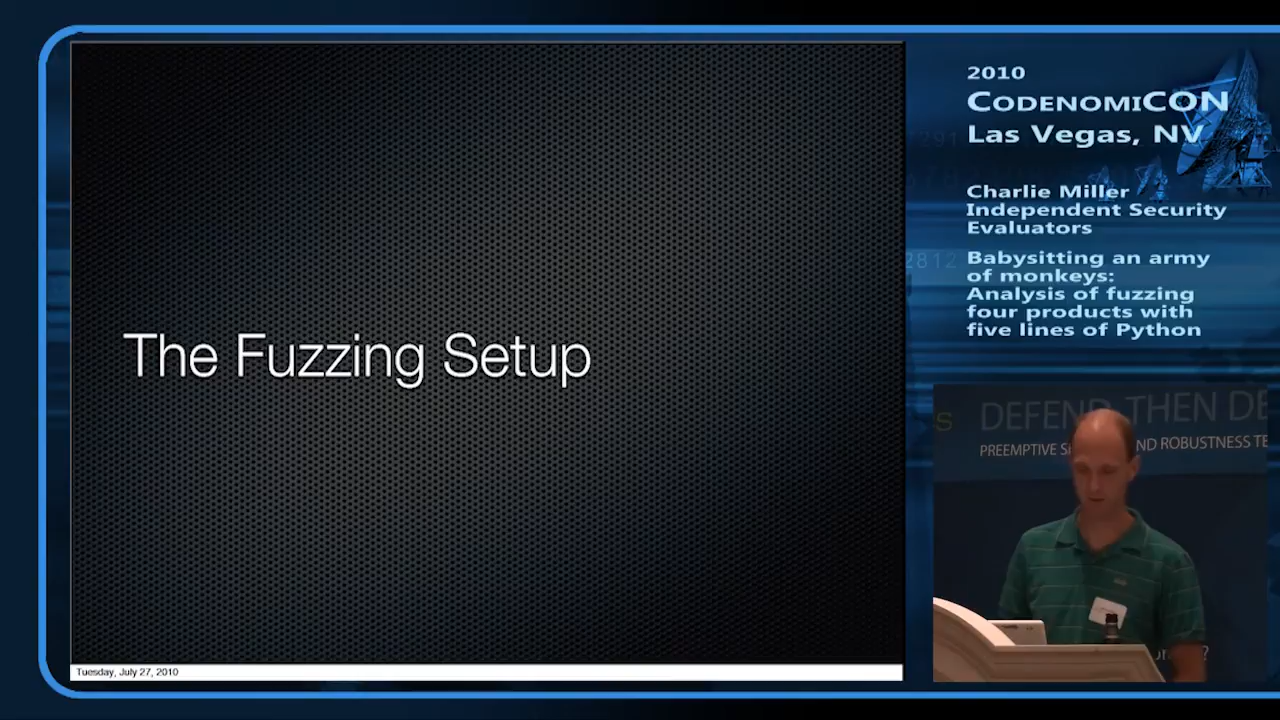 The Fuzzing Setup
Tuesday, July 27, 2010
2010
CODENOMICON
Las Vegas, NV
Charlie Miller
Independent Security
Evaluators
Babysitting an army
of monkeys:
Analysis of fuzzing
four products with
five lines of Python
DEFEND THEN DE
PREEMPTIVE S ND ROBUSTNESS TE